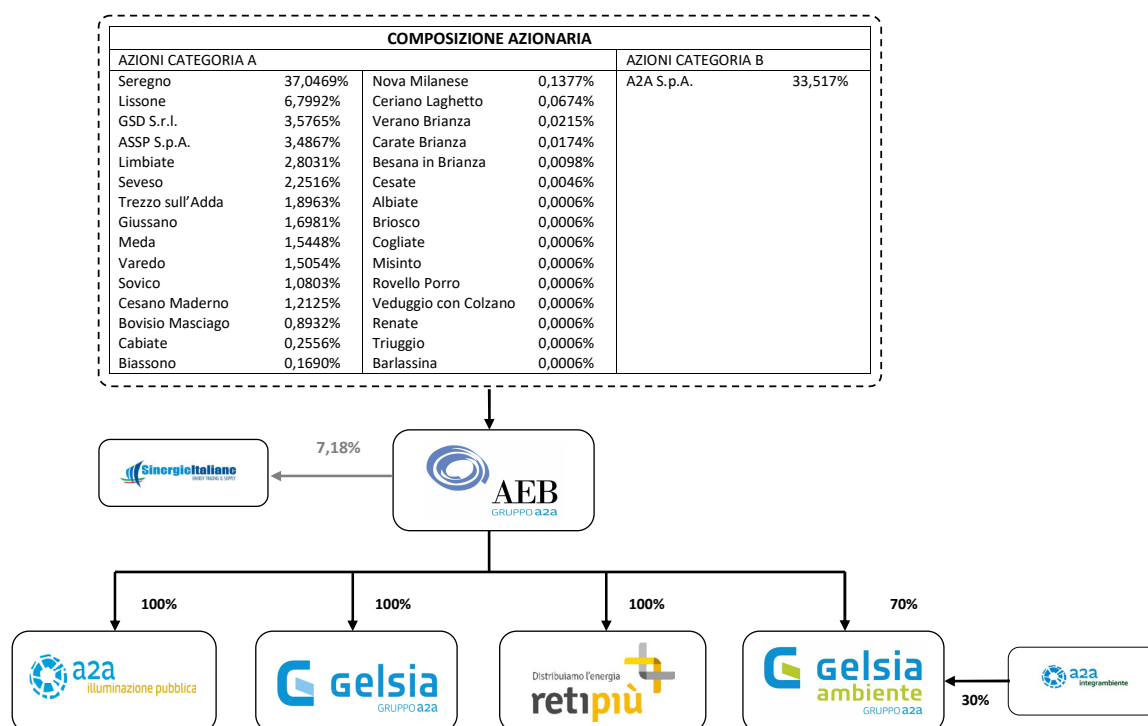 COMPOSIZIONE AZIONARIA
AZIONI CATEGORIA A AZIONI CATEGORIA B
Seregno 37,0469% Nova Milanese 0,1377% A2A S.p.A. 33,517%
Lissone 6,7992% Ceriano Laghetto 0,0674%
GSD S.r.l. 3,5765% Verano Brianza 0,0215%
ASSP S.p.A. 3,4867% Carate Brianza 0,0174%
Limbiate 2,8031% Besana in Brianza 0,0098%
Seveso 2,2516% Cesate 0,0046%
Trezzo sull’Adda 1,8963% Albiate 0,0006%
Giussano 1,6981% Briosco 0,0006%
Meda 1,5448% Cogliate 0,0006%
Varedo 1,5054% Misinto 0,0006%
Sovico 1,0803% Rovello Porro 0,0006%
Cesano Maderno 1,2125% Veduggio con Colzano 0,0006%
Bovisio Masciago 0,8932% Renate 0,0006%
Cabiate 0,2556% Triuggio 0,0006%
Biassono 0,1690% Barlassina 0,0006%
7,18%
SinergieItaliane
ENERGY TRADING & SUPPLY
AEB
GRUPPO a2a
100% 100% 100% 70%
a2a
illuminazione pubblica
Gelsia
GRUPPO a2a
Distribuiamo l'energia
retipiù
Gelsia
ambiente
GRUPPO a2a
30%
a2a
integrambiente